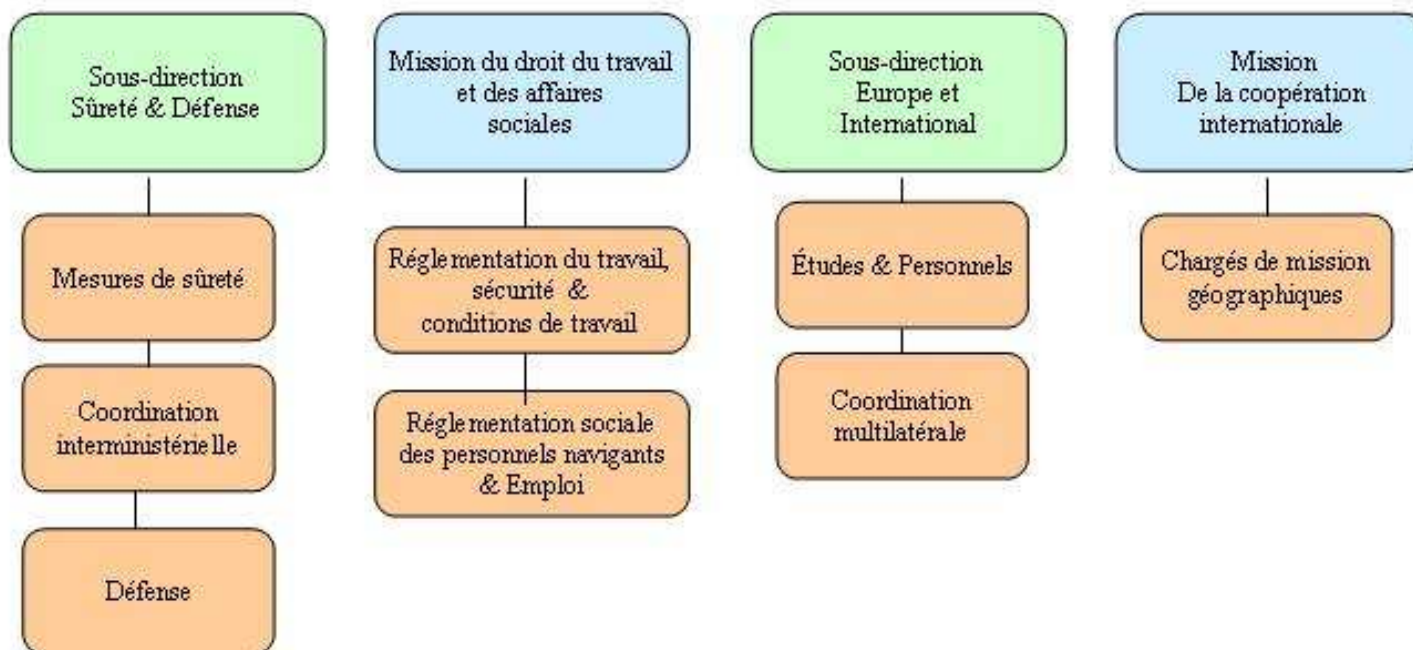 Sous-direction
Sûreté & Défense
Mesures de sûreté
Coordination
interministérielle
Défense
Mission du droit du travail
et des affaires
sociales
Réglementation du travail,
sécurité &
conditions de travail
Réglementation sociale
des personnels navigants
& Emploi
Sous-direction
Europe et
International
Études & Personnels
Coordination
multilatérale
Mission
De la coopération
internationale
Chargés de mission
géographiques